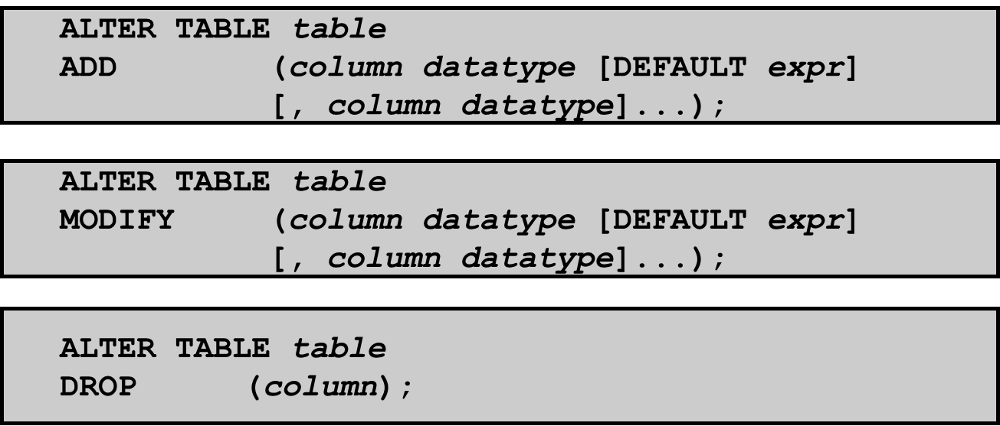 ALTER TABLE table
ADD (column datatype [DEFAULT expr]
[, column datatype]...);
ALTER TABLE table
MODIFY (column datatype [DEFAULT expr]
[, column datatype]...);
ALTER TABLE table
DROP (column);